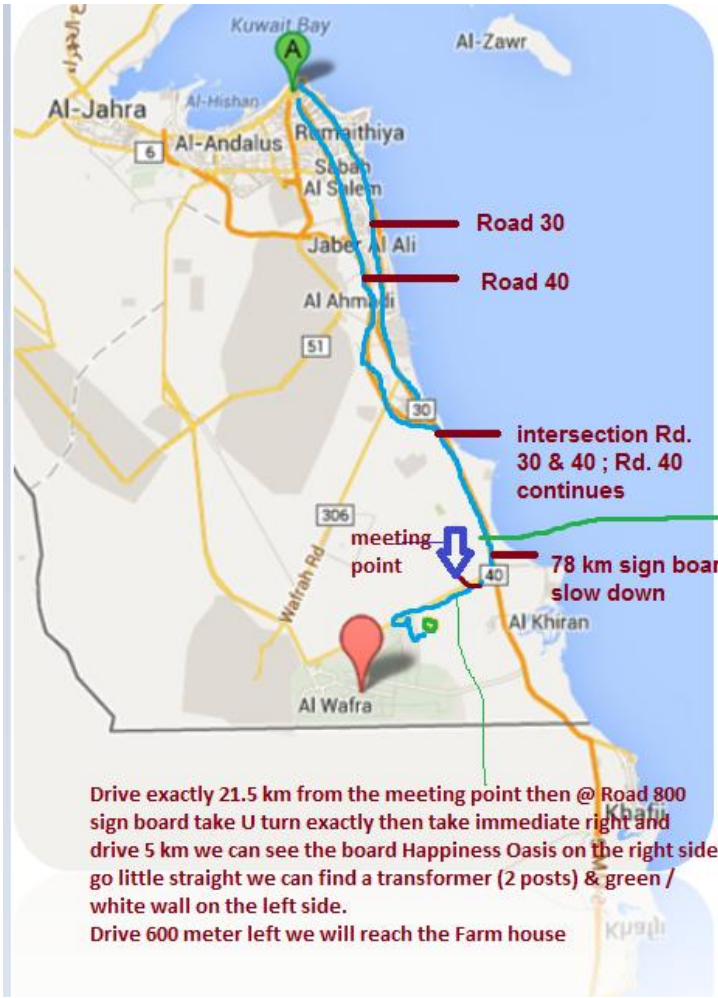 Kuwait Bay
A
Al-Zawr
Al-Jahra
Al-Hishan
Rumaithiya
6
Al-Andalus
Sabah
Al Salem
Road 30
Jaber Al Ali
Road 40
Al Ahmadi
51
30
intersection Rd.
30 & 40 ; Rd. 40
continues
306
meeting
point
Wafrah Rd
78 km sign boar
slow down
40
Al Khiran
Al Wafra
Drive exactly 21.5 km from the meeting point then @ Road 800
sign board take U turn exactly then take immediate right and
drive 5 km we can see the board Happiness Oasis on the right side
go little straight we can find a transformer (2 posts) & green /
white wall on the left side.
Drive 600 meter left we will reach the Farm house
Khafji